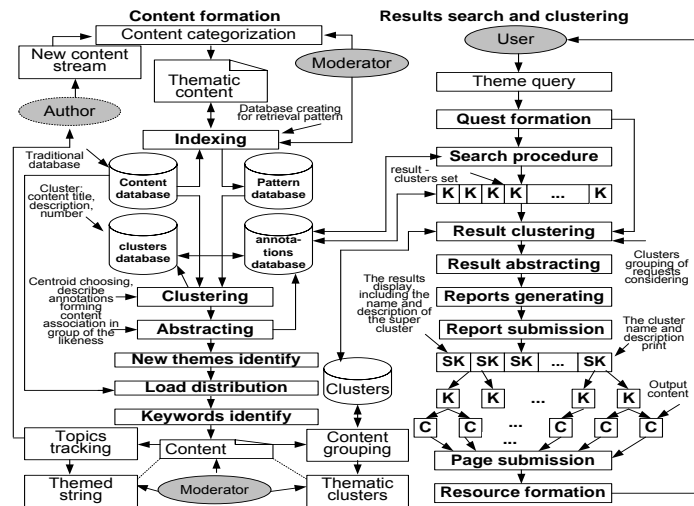 Content formation
Results search and clustering
Content categorization
User
New content
stream
Moderator
Thematic
content
Theme query
Author
Database creating
for retrieval pattern
Quest formation
Indexing
Traditional
database
Search procedure
Content
database
Pattern
database
result -
clusters set
K K K K ... K
Cluster:
content title,
description,
number
clusters
database
annota-
tions
database
Result clustering
Clusters
grouping of
requests
considering
Result abstracting
Centroid choosing,
describe annotations
forming
content
association in
group of the
likeness
Clustering
The results
display,
including the
name and
description of
the super
cluster
Reports generating
Abstracting
Report submission
The cluster
name and
description
print
New themes identify
SK SK SK ... SK
Load distribution
Clusters
K K ... K K
Output
content
Keywords identify
C C ... C C C
...
Topics
tracking
Content
Content
grouping
Page submission
Themed
string
Moderator
Thematic
clusters
Resource formation